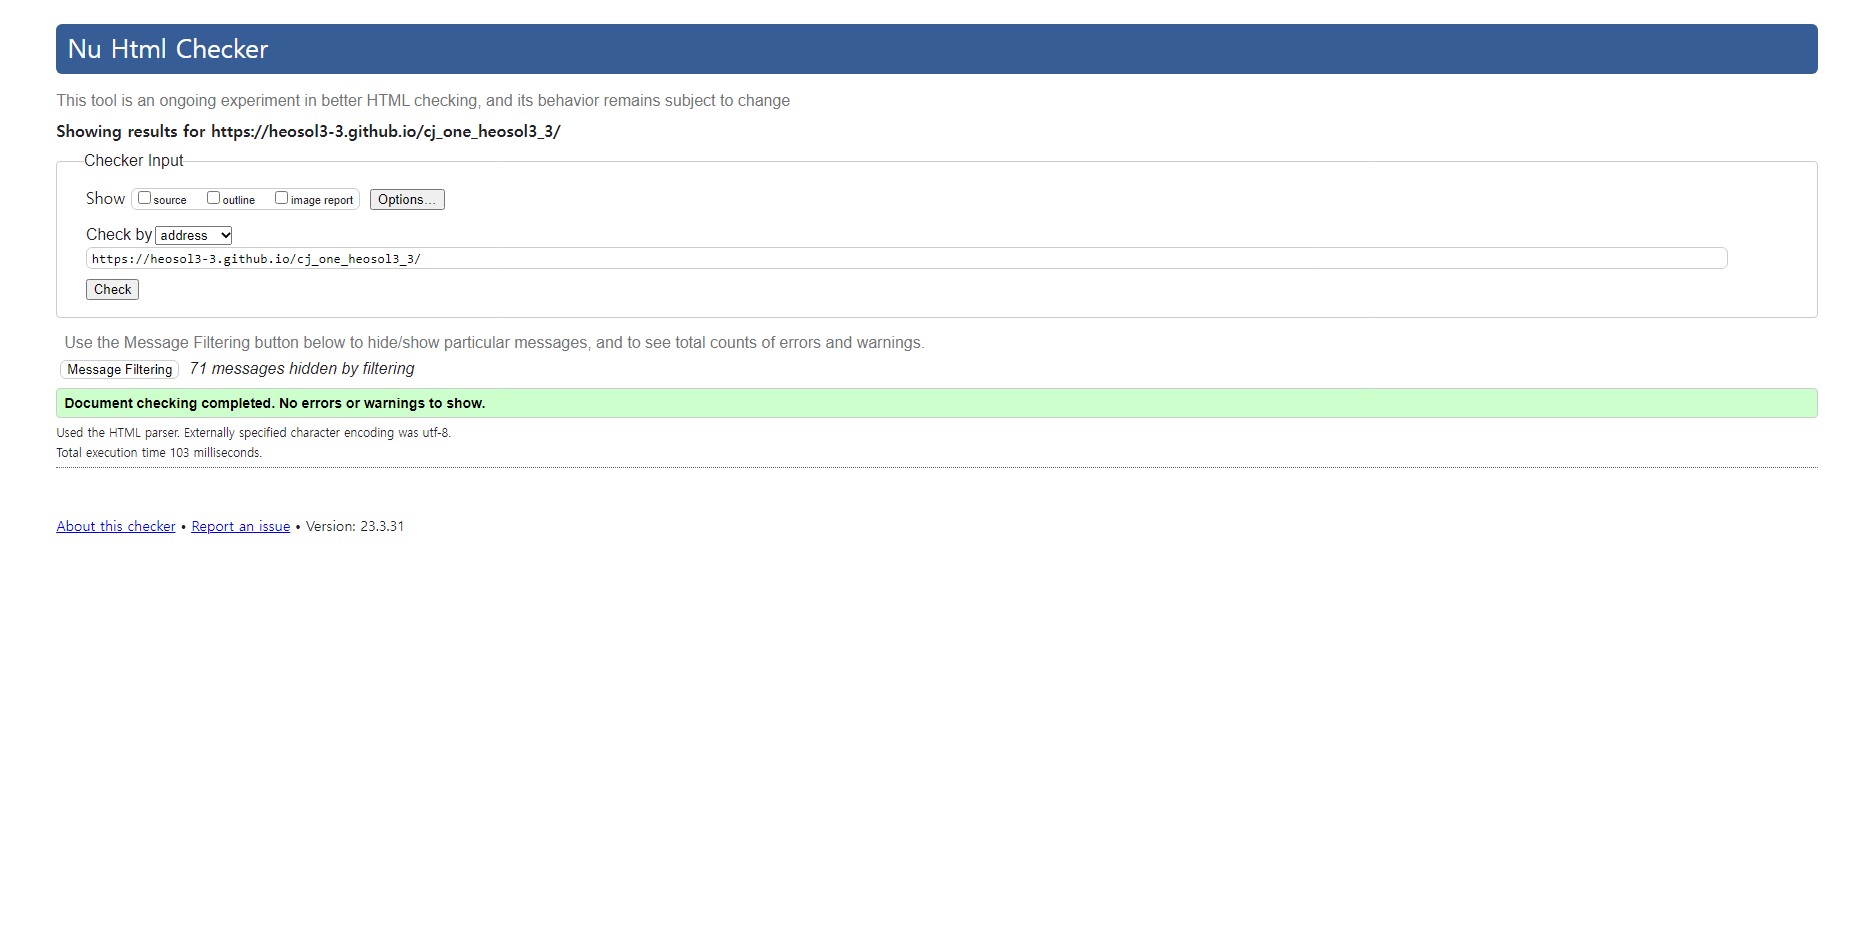 Nu Html Checker
This tool is an ongoing experiment in better HTML checking, and its behavior remains subject to change
Showing results for https://heosol3-3.github.io/cj_one_heosol3_3/
Checker Input
Show source outline image report Options...
Check by address
https://heosol3-3.github.io/cj_one_heosol3_3/
Check
Use the Message Filtering button below to hide/show particular messages, and to see total counts of errors and warnings.
Message Filtering 71 messages hidden by filtering
Document checking completed. No errors or warnings to show.
Used the HTML parser. Externally specified character encoding was utf-8.
Total execution time 103 milliseconds.
About this checker • Report an issue • Version: 23.3.31